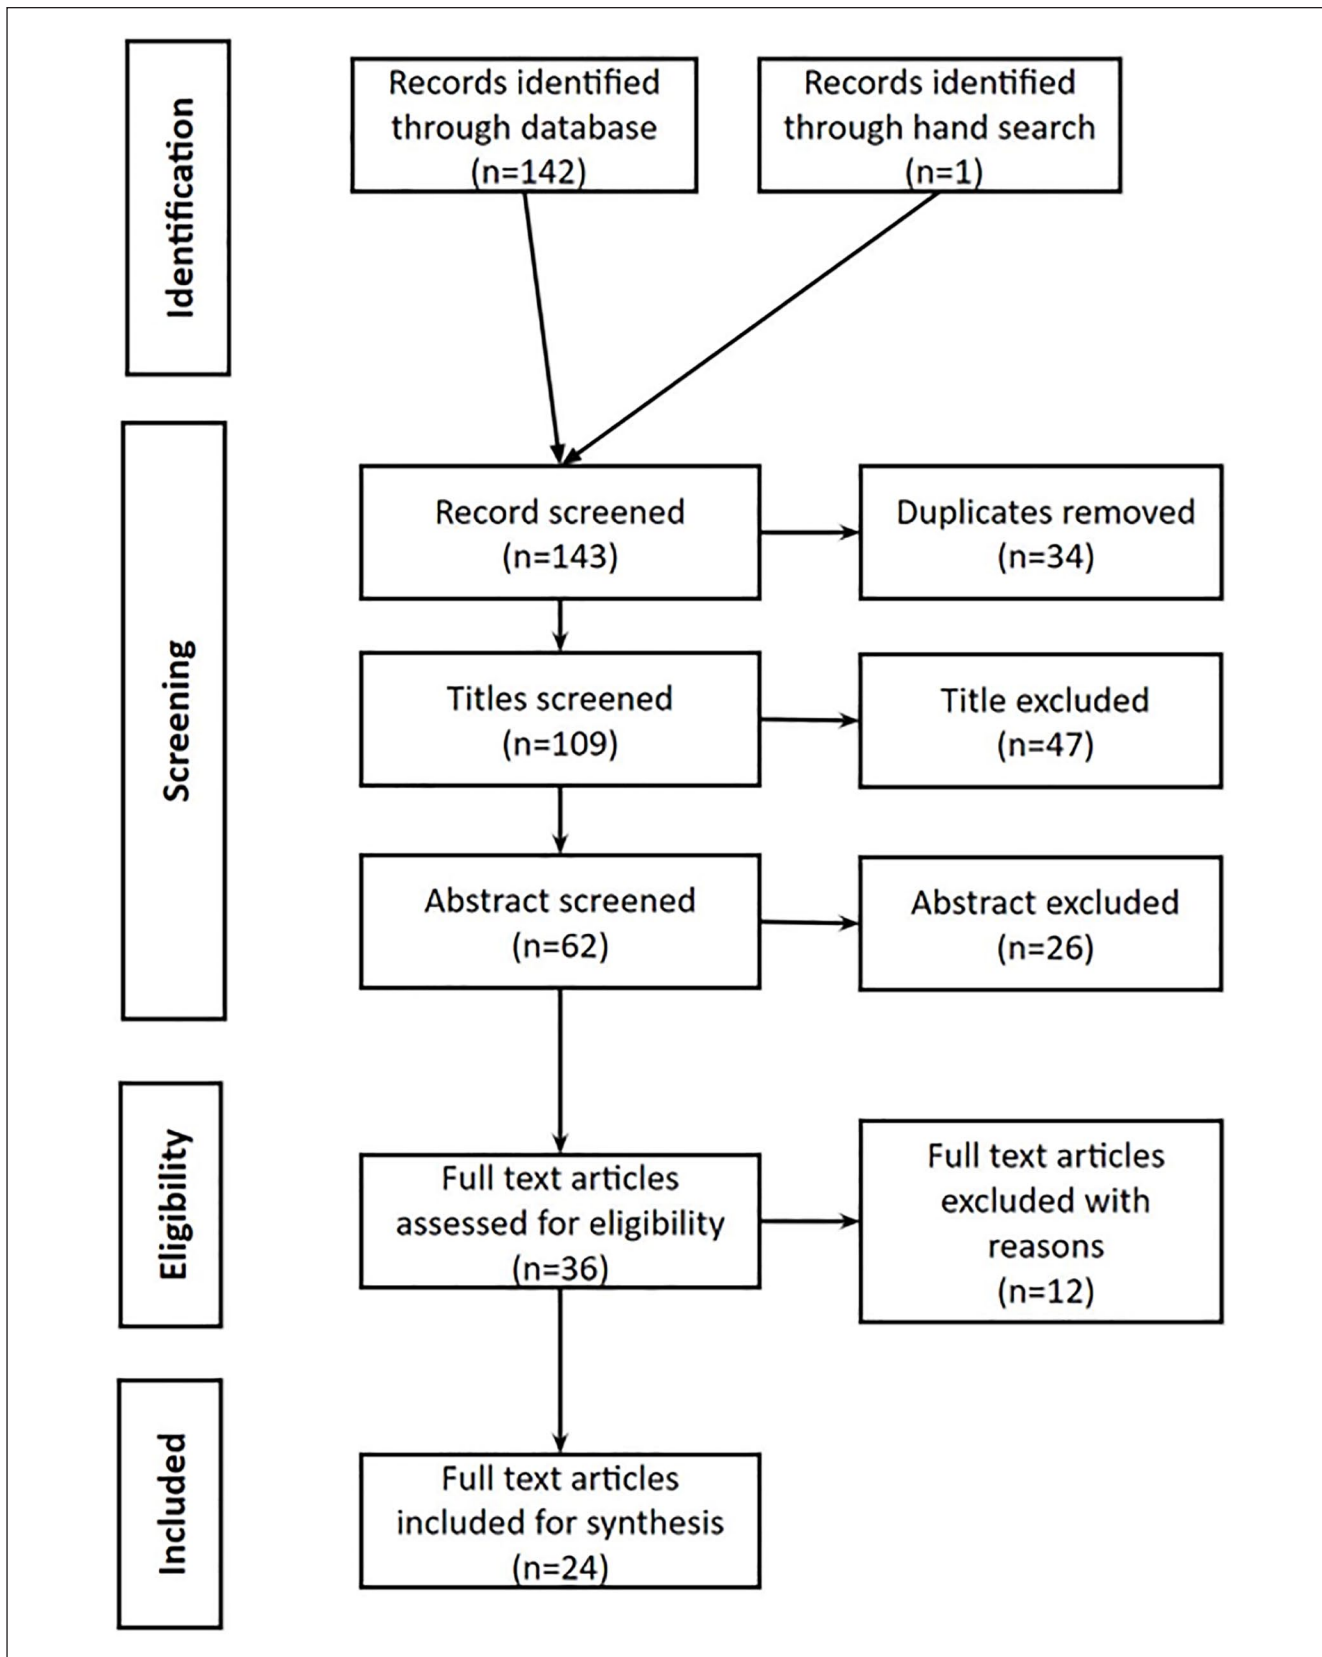 Identification
Records identified
through database
(n=142)
Records identified
through hand search
(n=1)
Screening
Record screened
(n=143)
Duplicates removed
(n=34)
Titles screened
(n=109)
Title excluded
(n=47)
Abstract screened
(n=62)
Abstract excluded
(n=26)
Eligibility
Full text articles
assessed for eligibility
(n=36)
Full text articles
excluded with
reasons
(n=12)
Included
Full text articles
included for synthesis
(n=24)